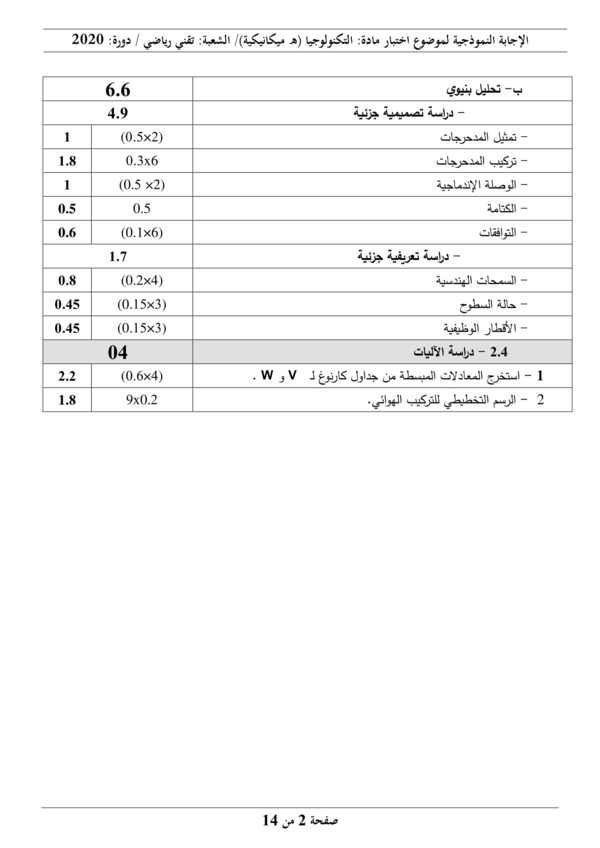 الإجابة النموذجية لموضوع اختبار مادة: التكنولوجيا (هـ ميكانيكية)/ الشعبة: تقني رياضي / دورة: 2020
ب- تحليل بنيوي 6.6
- دراسة تصميمية جزئية 4.9
- تمثيل المدحرجات (0.5×2) 1
- تركيب المدحرجات 0.3x6 1.8
- الوصلة الإندماجية (0.5 ×2) 1
- الكتامة 0.5 0.5
- التوافقات (0.1×6) 0.6
- دراسة تعريفية جزئية 1.7
- السمحات الهندسية (0.2×4) 0.8
- حالة السطوح (0.15×3) 0.45
- الأقطار الوظيفية (0.15×3) 0.45
2.4 - دراسة الآليات 04
1 - استخرج المعادلات المبسطة من جداول كارنوغ لـ V و W . (0.6×4) 2.2
2 - الرسم التخطيطي للتركيب الهوائي. 9x0.2 1.8
صفحة 2 من 14